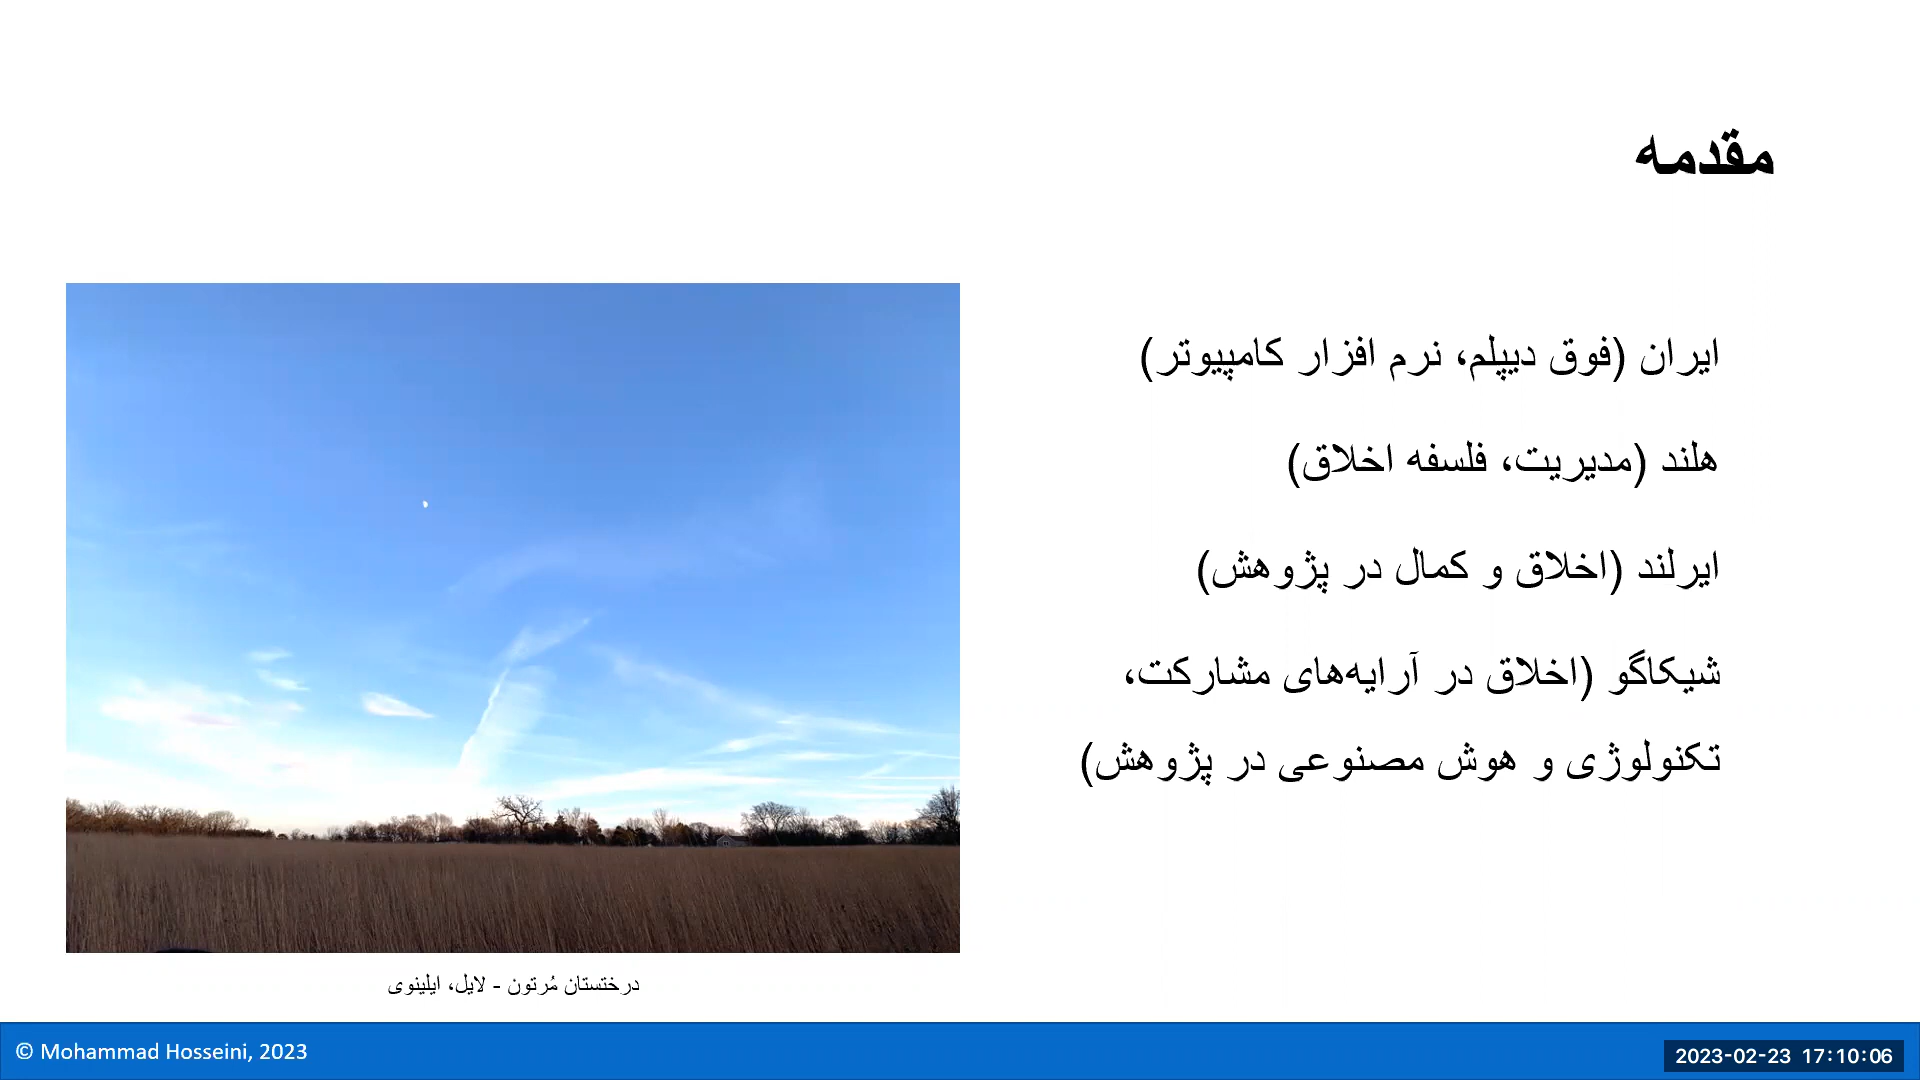 مقدمه
ایران (فوق دیپلم، نرم افزار کامپیوتر)
هلند (مدیریت، فلسفه اخلاق)
ایرلند (اخلاق و کمال در پژوهش)
شیکاگو (اخلاق در آرایه‌های مشارکت،
تکنولوژی و هوش مصنوعی در پژوهش)
درختستان مُرتون - لایل، ایلینوی
© Mohammad Hosseini, 2023
2023-02-23 17:10:06